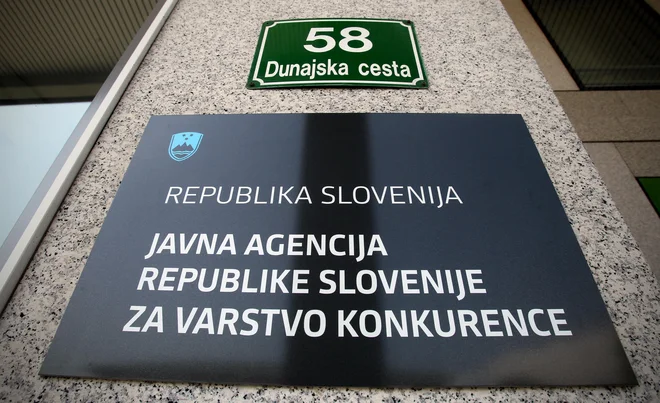 58
Dunajska cesta
REPUBLIKA SLOVENIJA
JAVNA AGENCIJA
REPUBLIKE SLOVENIJE
ZA VARSTVO KONKURENCE